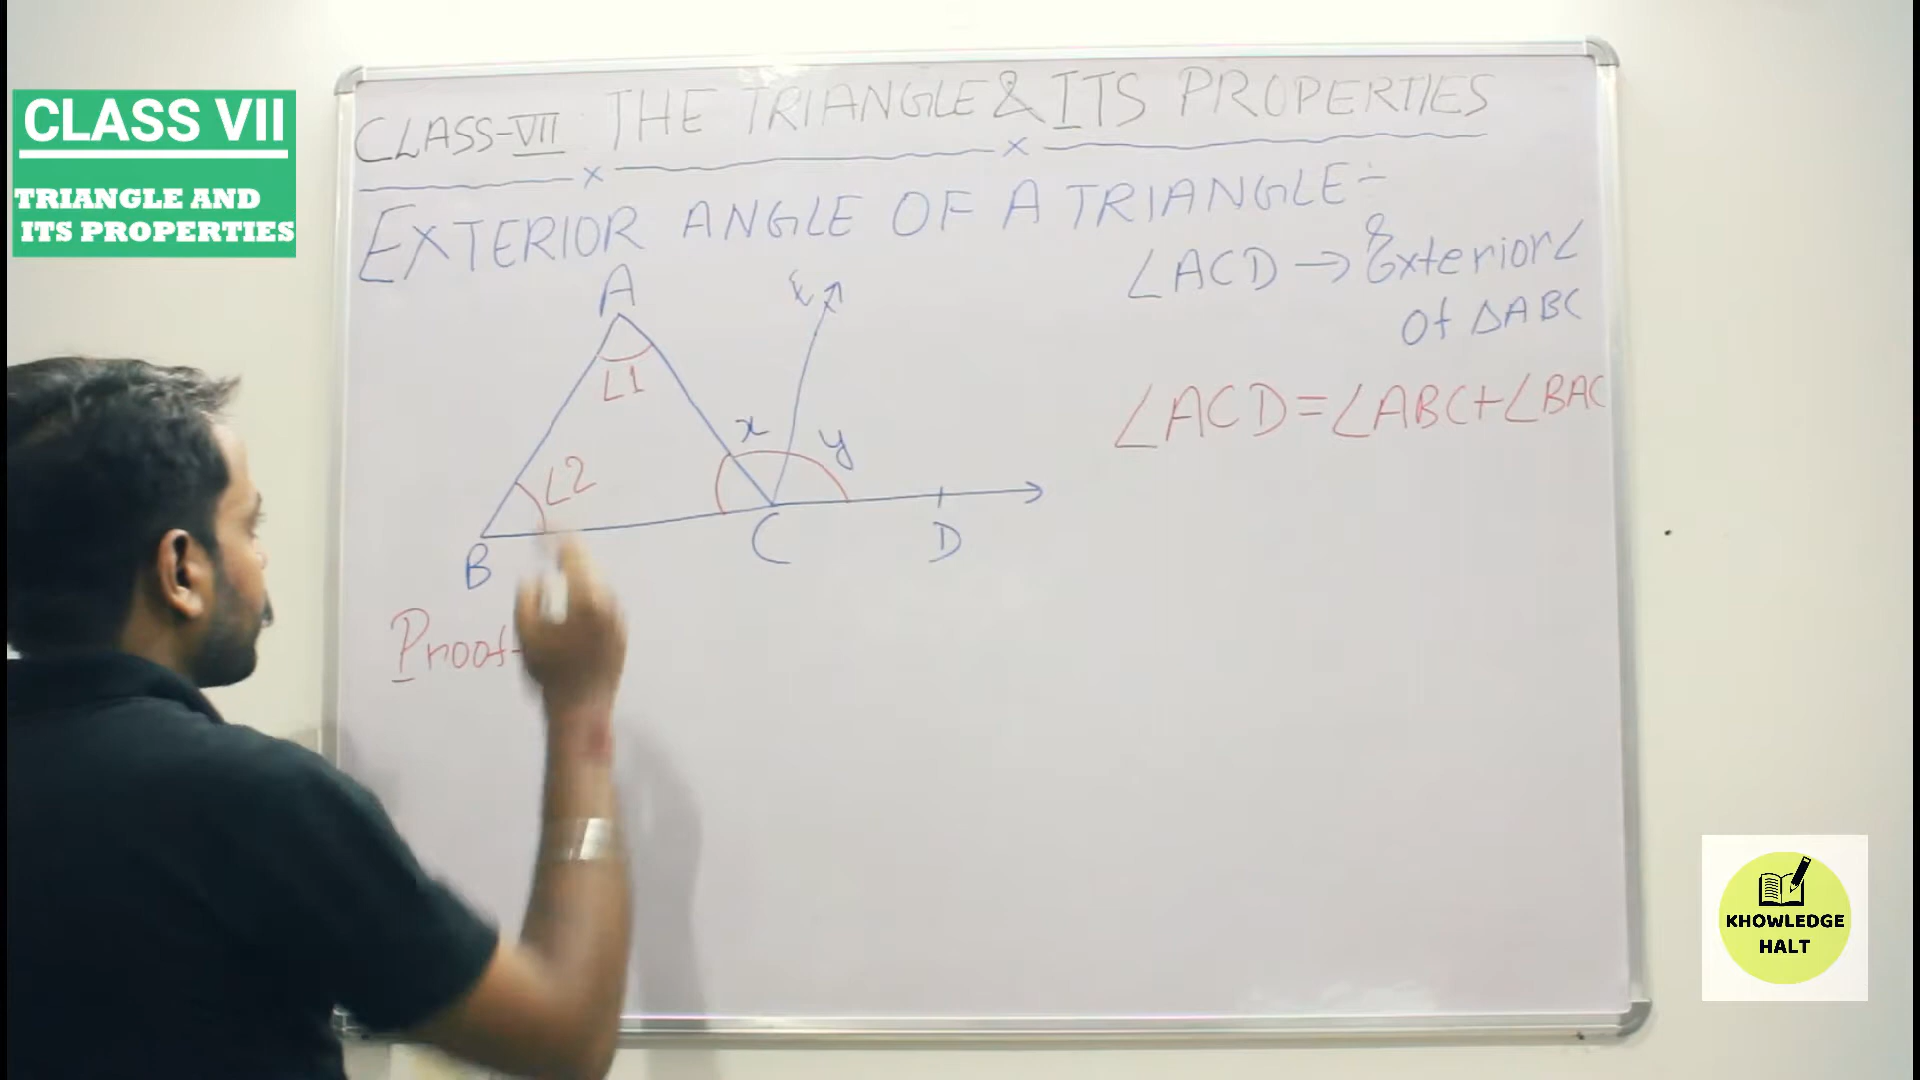 CLASS VII
TRIANGLE AND
ITS PROPERTIES
CLASS-VII THE TRIANGLE & ITS PROPERTIES
EXTERIOR ANGLE OF A TRIANGLE÷
∠ACD → Exterior∠
of △ABC
∠ACD=∠ABC+∠BAC
A
∠1
x
y
∠2
B
C
D
Proof-
KHOWLEDGE
HALT